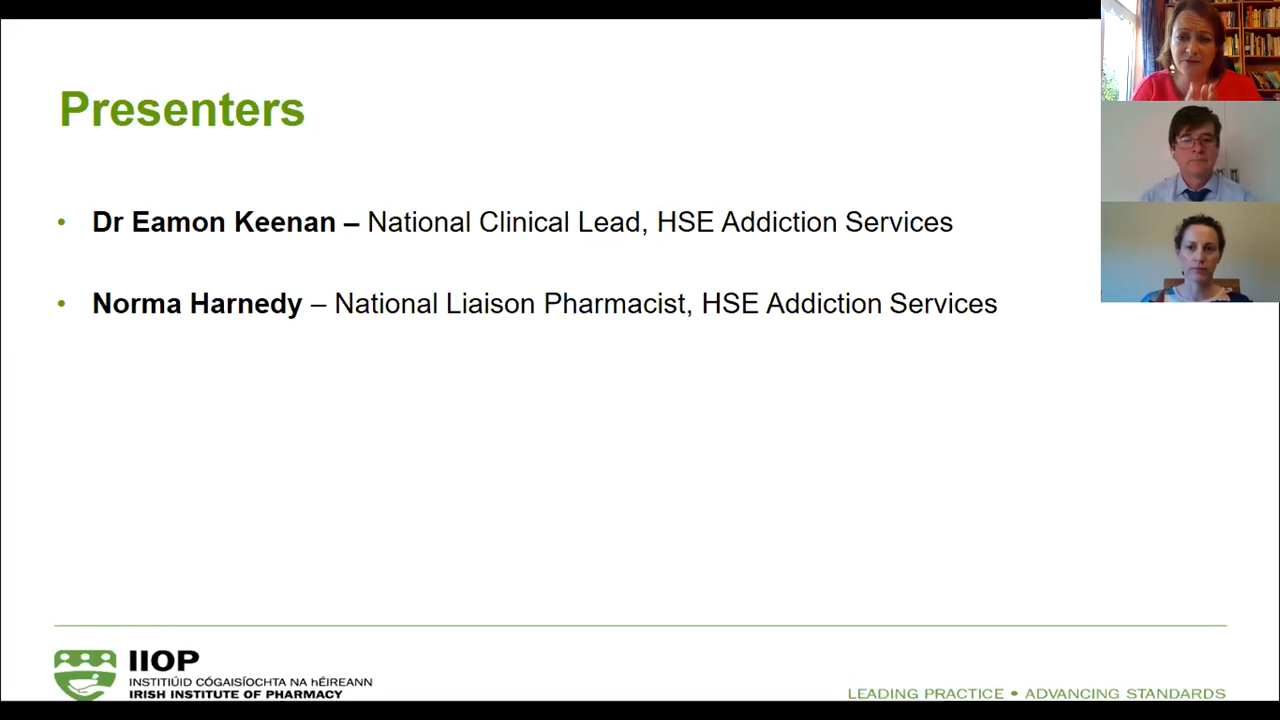 Presenters
• Dr Eamon Keenan – National Clinical Lead, HSE Addiction Services
• Norma Harnedy – National Liaison Pharmacist, HSE Addiction Services
IIOP
INSTITIÚID CÓGAISÍOCHTA NA hÉIREANN
IRISH INSTITUTE OF PHARMACY
LEADING PRACTICE • ADVANCING STANDARDS